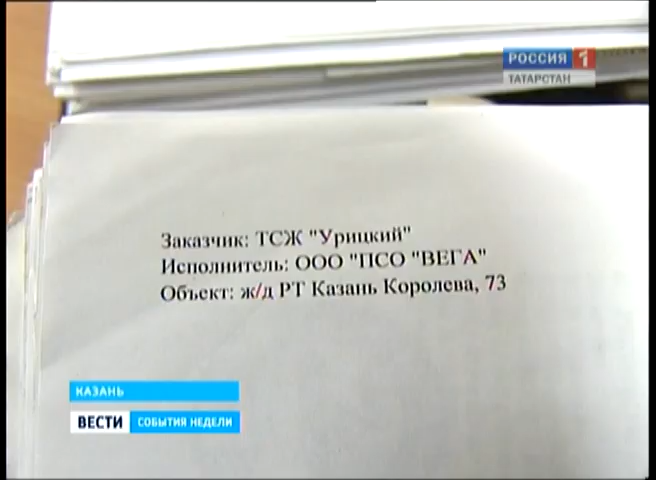 РОССИЯ 1
ТАТАРСТАН
Заказчик: ТСЖ "Урицкий"
Исполнитель: ООО "ПСО "ВЕГА"
Объект: ж/д РТ Казань Королева, 73
КАЗАНЬ
ВЕСТИ СОБЫТИЯ НЕДЕЛИ